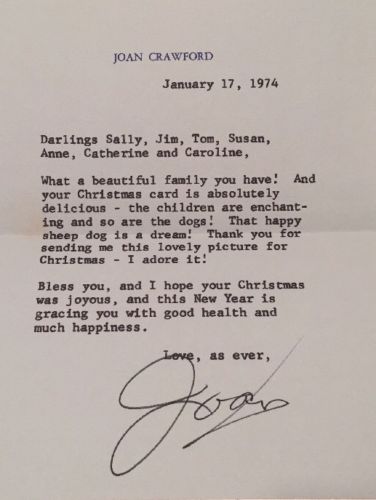 JOAN CRAWFORD
January 17, 1974
Darlings Sally, Jim, Tom, Susan,
Anne, Catherine and Caroline,
What a beautiful family you have! And
your Christmas card is absolutely
delicious - the children are enchant-
ing and so are the dogs! That happy
sheep dog is a dream! Thank you for
sending me this lovely picture for
Christmas - I adore it!
Bless you, and I hope your Christmas
was joyous, and this New Year is
gracing you with good health and
much happiness.
Love, as ever,
Joan